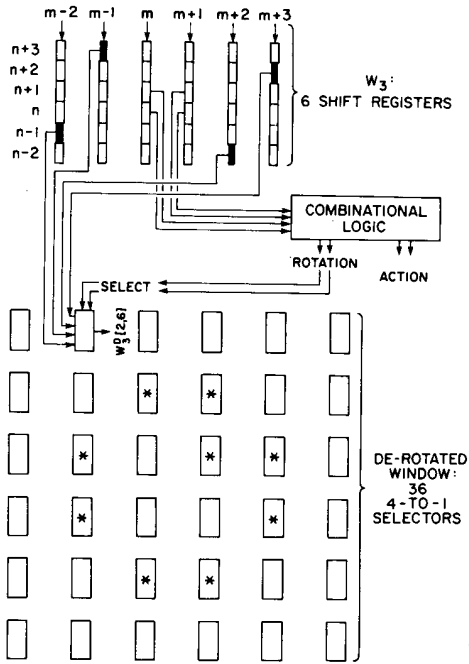 m-2 m-1 m m+1 m+2 m+3
n+3
n+2
n+1
n
n-1
n-2
W3:
6 SHIFT REGISTERS
COMBINATIONAL
LOGIC
ROTATION
ACTION
SELECT
W3D[2,6]
* *
* * *
* *
* *
DE-ROTATED
WINDOW:
36
4-TO-1
SELECTORS